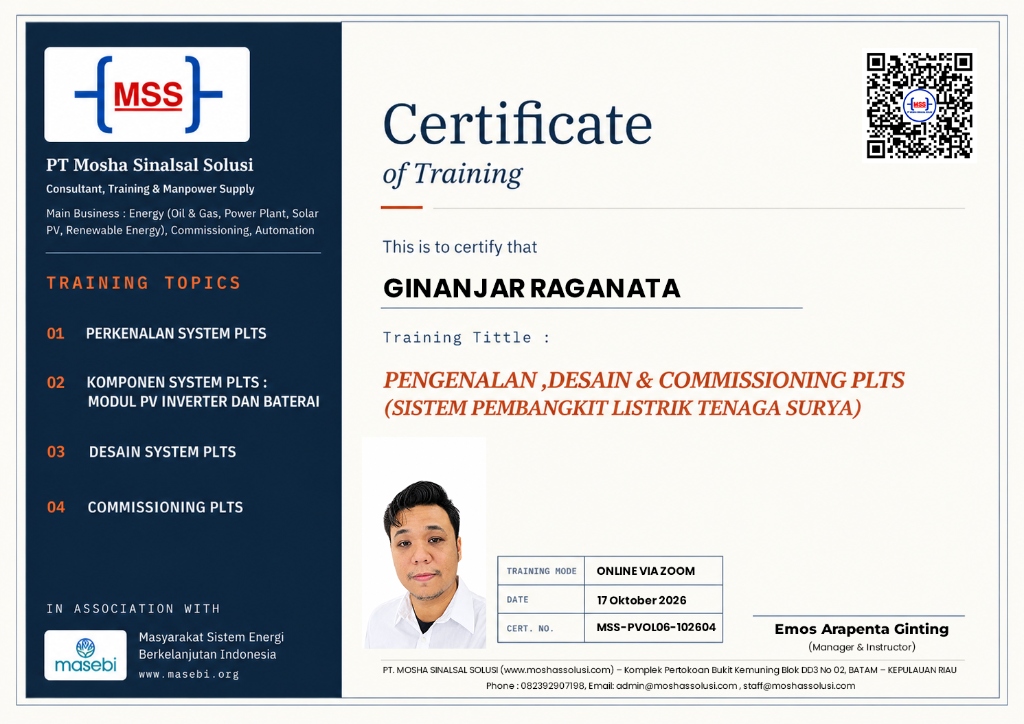 MSS
PT Mosha Sinalsal Solusi
Consultant, Training & Manpower Supply
Main Business : Energy (Oil & Gas, Power Plant, Solar
PV, Renewable Energy), Commissioning, Automation
TRAINING TOPICS
01 PERKENALAN SYSTEM PLTS
02 KOMPONEN SYSTEM PLTS :
MODUL PV INVERTER DAN BATERAI
03 DESAIN SYSTEM PLTS
04 COMMISSIONING PLTS
IN ASSOCIATION WITH
masebi
Masyarakat Sistem Energi
Berkelanjutan Indonesia
www.masebi.org
Certificate
of Training
MSS
This is to certify that
GINANJAR RAGANATA
Training Tittle :
PENGENALAN ,DESAIN & COMMISSIONING PLTS
(SISTEM PEMBANGKIT LISTRIK TENAGA SURYA)
TRAINING MODE ONLINE VIA ZOOM
DATE 17 Oktober 2026
CERT. NO. MSS-PVOL06-102604
Emos Arapenta Ginting
(Manager & Instructor)
PT. MOSHA SINALSAL SOLUSI (www.moshassolusi.com) – Komplek Pertokoan Bukit Kemuning Blok DD3 No 02, BATAM – KEPULAUAN RIAU
Phone : 082392907198, Email: admin@moshassolusi.com , staff@moshassolusi.com